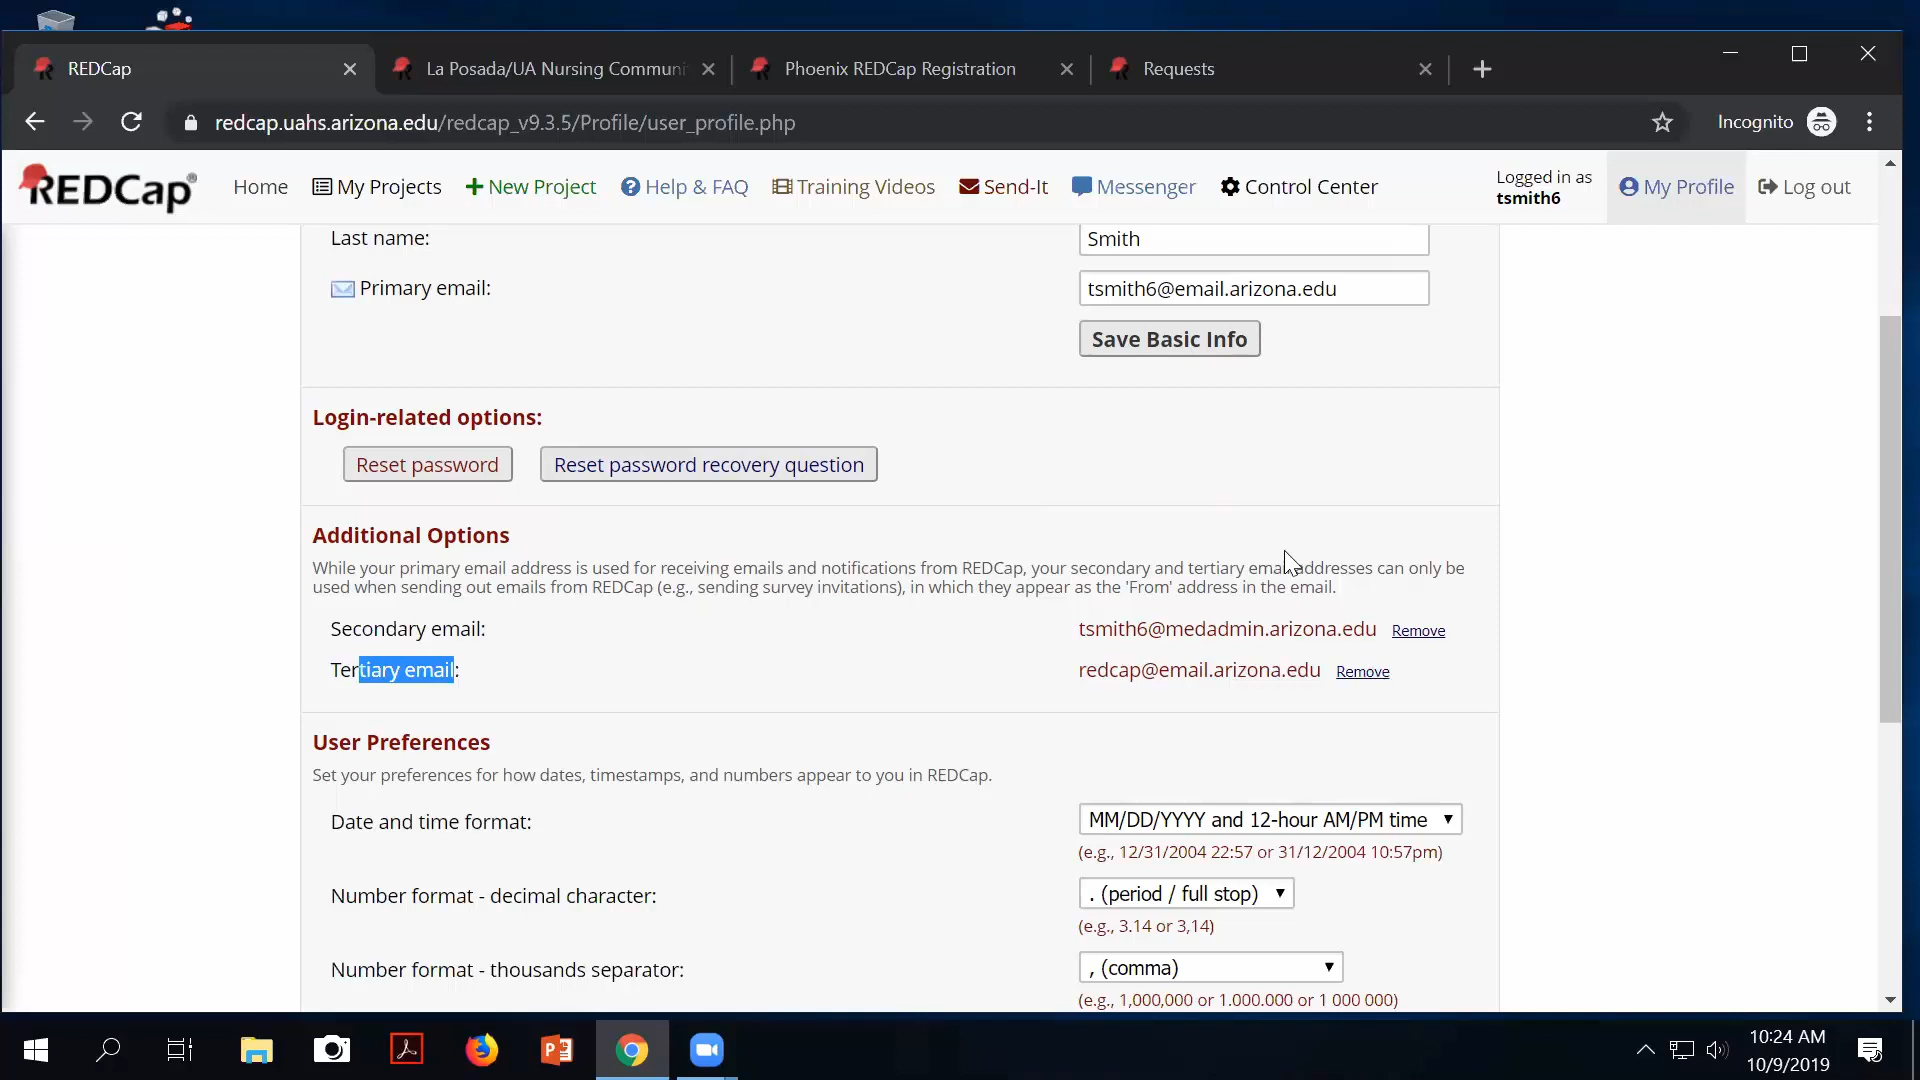 REDCap
La Posada/UA Nursing Communi
Phoenix REDCap Registration
Requests
redcap.uahs.arizona.edu/redcap_v9.3.5/Profile/user_profile.php
Incognito
REDCap®
Home
My Projects
New Project
Help & FAQ
Training Videos
Send-It
Messenger
Control Center
Logged in as
tsmith6
My Profile
Log out
Last name:
Smith
Primary email:
tsmith6@email.arizona.edu
Save Basic Info
Login-related options:
Reset password
Reset password recovery question
Additional Options
While your primary email address is used for receiving emails and notifications from REDCap, your secondary and tertiary email addresses can only be
used when sending out emails from REDCap (e.g., sending survey invitations), in which they appear as the 'From' address in the email.
Secondary email:
tsmith6@medadmin.arizona.edu Remove
Tertiary email:
redcap@email.arizona.edu Remove
User Preferences
Set your preferences for how dates, timestamps, and numbers appear to you in REDCap.
Date and time format:
MM/DD/YYYY and 12-hour AM/PM time
(e.g., 12/31/2004 22:57 or 31/12/2004 10:57pm)
Number format - decimal character:
. (period / full stop)
(e.g., 3.14 or 3,14)
Number format - thousands separator:
, (comma)
(e.g., 1,000,000 or 1.000.000 or 1 000 000)
10:24 AM
10/9/2019